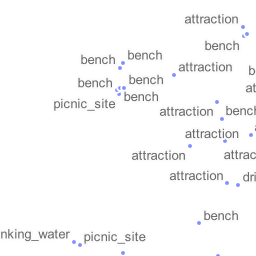 attraction
bench
bench
bench
attraction
b
bench
bench
at
bench
picnic_site
attraction
bench
attraction
attraction
attrac
attraction
dri
bench
nking_water
picnic_site